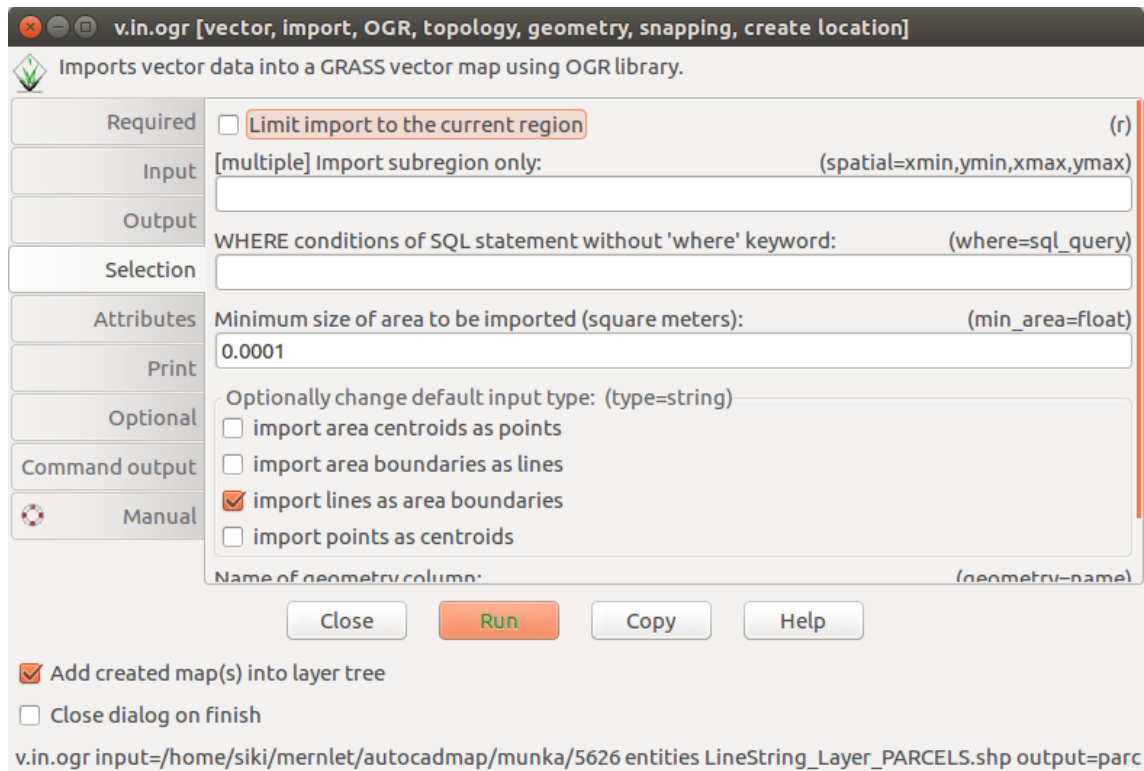 v.in.ogr [vector, import, OGR, topology, geometry, snapping, create location]
Imports vector data into a GRASS vector map using OGR library.
Required
Input
Output
Selection
Attributes
Print
Optional
Command output
Manual
Limit import to the current region (r)
[multiple] Import subregion only: (spatial=xmin,ymin,xmax,ymax)
WHERE conditions of SQL statement without 'where' keyword: (where=sql_query)
Minimum size of area to be imported (square meters): (min_area=float)
0.0001
Optionally change default input type: (type=string)
import area centroids as points
import area boundaries as lines
import lines as area boundaries
import points as centroids
Name of geometry column: (geometry=name)
Close Run Copy Help
Add created map(s) into layer tree
Close dialog on finish
v.in.ogr input=/home/siki/mernlet/autocadmap/munka/5626 entities LineString_Layer_PARCELS.shp output=parc